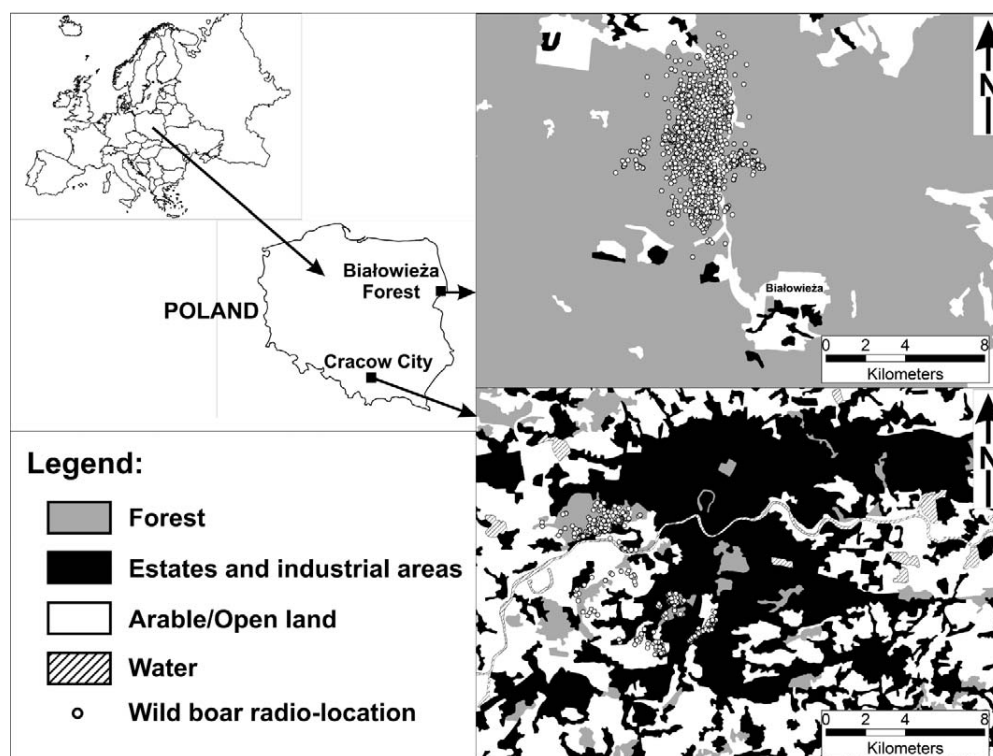 POLAND
Białowieża
Forest
Cracow City
N
Białowieża
0 2 4 8
Kilometers
N
0 2 4 8
Kilometers
Legend:
Forest
Estates and industrial areas
Arable/Open land
Water
Wild boar radio-location